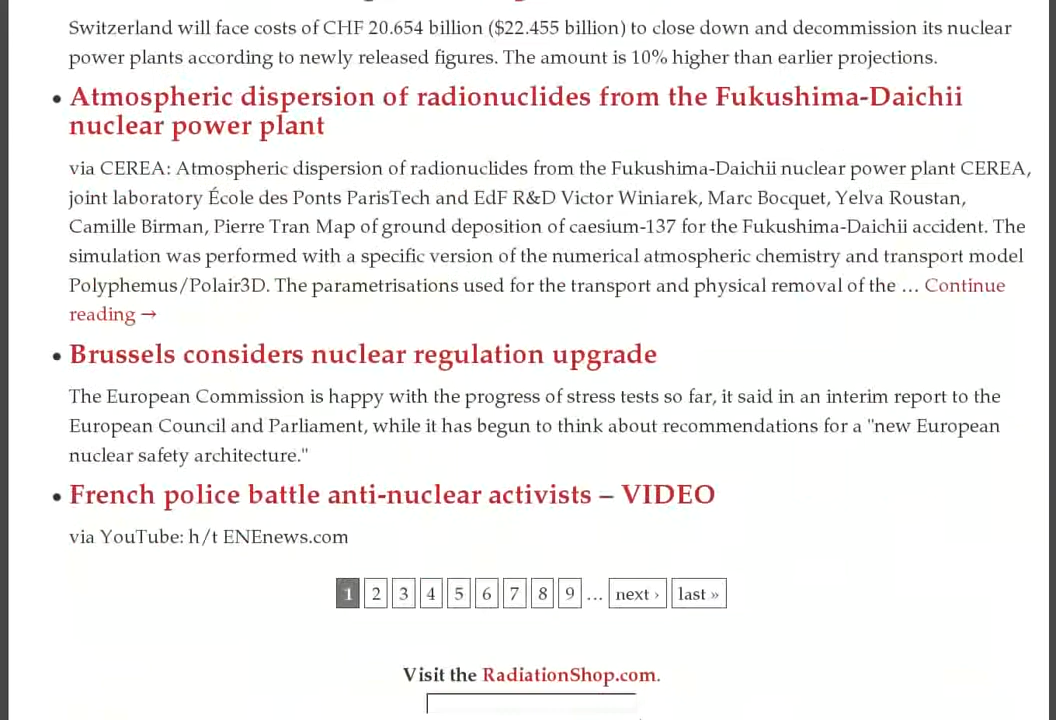 Switzerland will face costs of CHF 20.654 billion ($22.455 billion) to close down and decommission its nuclear
power plants according to newly released figures. The amount is 10% higher than earlier projections.
• Atmospheric dispersion of radionuclides from the Fukushima-Daichii
nuclear power plant
via CEREA: Atmospheric dispersion of radionuclides from the Fukushima-Daichii nuclear power plant CEREA,
joint laboratory École des Ponts ParisTech and EdF R&D Victor Winiarek, Marc Bocquet, Yelva Roustan,
Camille Birman, Pierre Tran Map of ground deposition of caesium-137 for the Fukushima-Daichii accident. The
simulation was performed with a specific version of the numerical atmospheric chemistry and transport model
Polyphemus/Polair3D. The parametrisations used for the transport and physical removal of the … Continue
reading →
• Brussels considers nuclear regulation upgrade
The European Commission is happy with the progress of stress tests so far, it said in an interim report to the
European Council and Parliament, while it has begun to think about recommendations for a "new European
nuclear safety architecture."
• French police battle anti-nuclear activists – VIDEO
via YouTube: h/t ENEnews.com
1 2 3 4 5 6 7 8 9 … next › last »
Visit the RadiationShop.com.